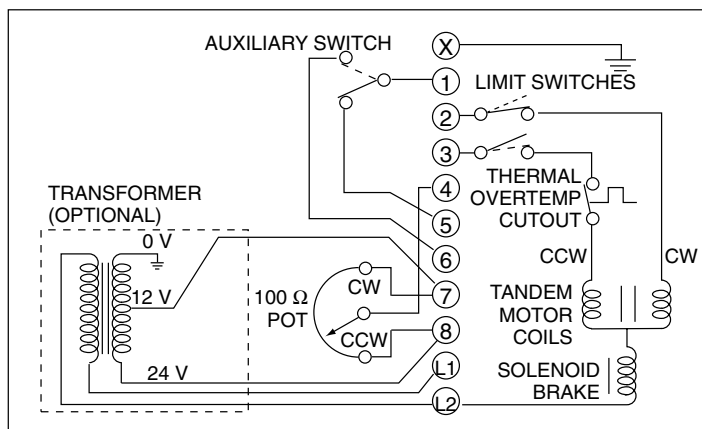 AUXILIARY SWITCH
X
1
LIMIT SWITCHES
2
3
THERMAL
OVERTEMP
CUTOUT
4
5
6
7
8
L1
L2
TRANSFORMER
(OPTIONAL)
0 V
12 V
24 V
100 Ω
POT
CW
CCW
CCW
CW
TANDEM
MOTOR
COILS
SOLENOID
BRAKE